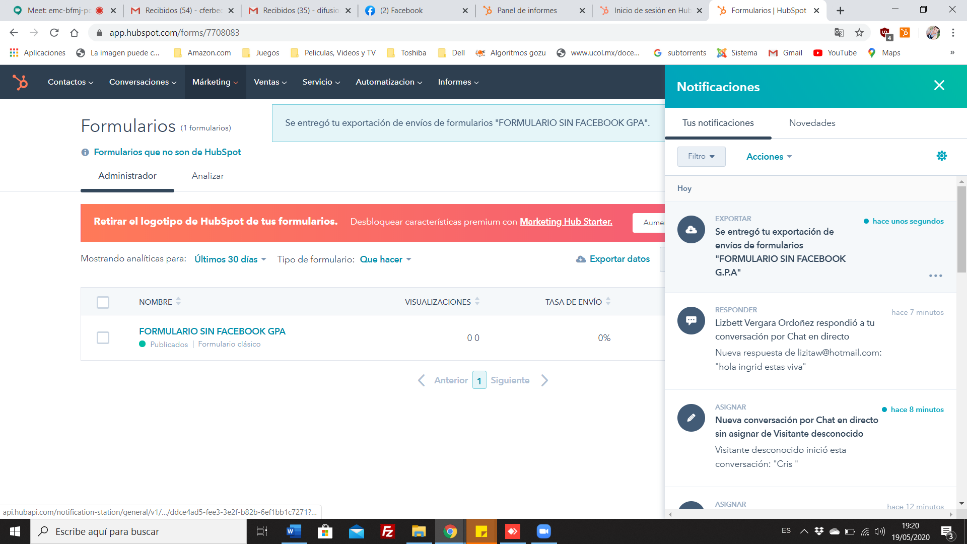 Meet: emc-bfmj-p
Recibidos (54) - cferbe
Recibidos (35) - difusion
(2) Facebook
Panel de informes
Inicio de sesión en Hub
Formularios | HubSpot
app.hubspot.com/forms/7708083
Aplicaciones
La imagen puede c...
Amazon.com
Juegos
Peliculas, Videos y TV
Toshiba
Dell
Algoritmos gozu
www.ucol.mx/doce...
subtorrents
Sistema
Gmail
YouTube
Maps
»
Contactos
Conversaciones
Márketing
Ventas
Servicio
Automatizacion
Informes
Notificaciones
Formularios (1 formularios)
Se entregó tu exportación de envíos de formularios "FORMULARIO SIN FACEBOOK GPA".
Formularios que no son de HubSpot
Administrador
Analizar
Retirar el logotipo de HubSpot de tus formularios.
Desbloquear características premium con Marketing Hub Starter.
Aume
Mostrando analíticas para: Últimos 30 días
Tipo de formulario: Que hacer
Exportar datos
NOMBRE
VISUALIZACIONES
TASA DE ENVÍO
FORMULARIO SIN FACEBOOK GPA
Publicados | Formulario clásico
0 0
0%
Anterior 1 Siguiente
Tus notificaciones
Novedades
Filtro
Acciones
Hoy
EXPORTAR
hace unos segundos
Se entregó tu exportación de
envíos de formularios
"FORMULARIO SIN FACEBOOK
G.P.A"
RESPONDER
hace 7 minutos
Lizbett Vergara Ordoñez respondió a tu
conversación por Chat en directo
Nueva respuesta de lizitaw@hotmail.com:
"hola ingrid estas viva"
ASIGNAR
hace 8 minutos
Nueva conversación por Chat en directo
sin asignar de Visitante desconocido
Visitante desconocido inició esta
conversación: "Cris "
ASIGNAR
hace 12 minutos
api.hubapi.com/notification-station/general/v1/.../ddce4ad5-fee3-3e2f-b82b-6ef1bb1c7271?...
Escribe aquí para buscar
ES
19:20
19/05/2020
3